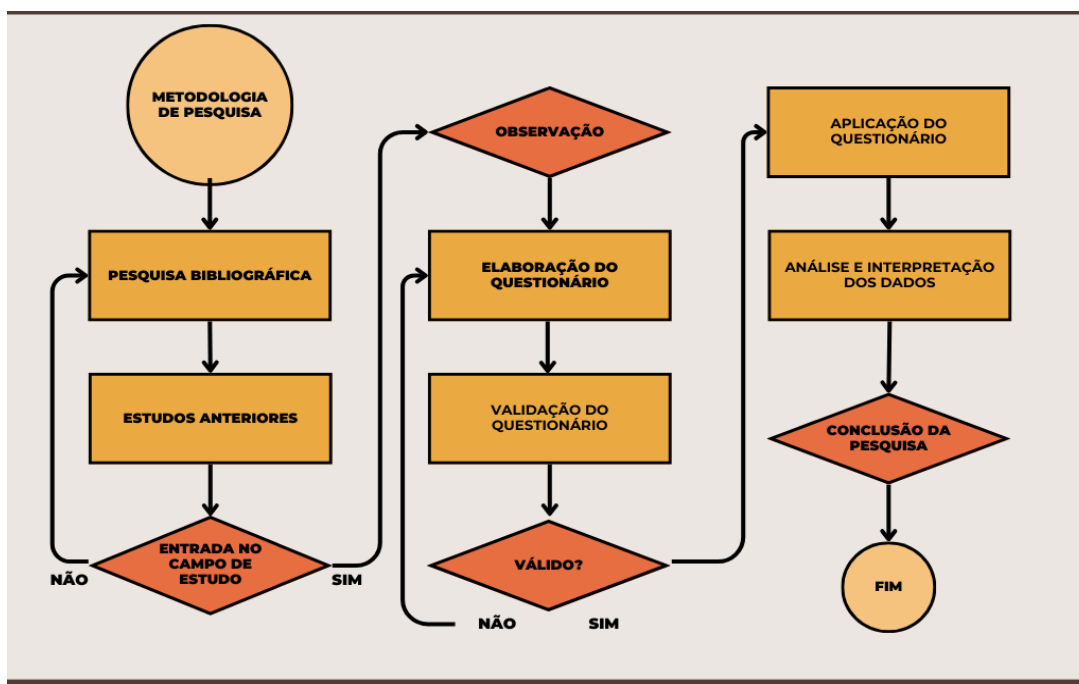 METODOLOGIA
DE PESQUISA
PESQUISA BIBLIOGRÁFICA
ESTUDOS ANTERIORES
ENTRADA NO
CAMPO DE
ESTUDO
NÃO
SIM
OBSERVAÇÃO
ELABORAÇÃO DO
QUESTIONÁRIO
VALIDAÇÃO DO
QUESTIONÁRIO
VÁLIDO?
NÃO
SIM
APLICAÇÃO DO
QUESTIONÁRIO
ANÁLISE E INTERPRETAÇÃO
DOS DADOS
CONCLUSÃO DA
PESQUISA
FIM